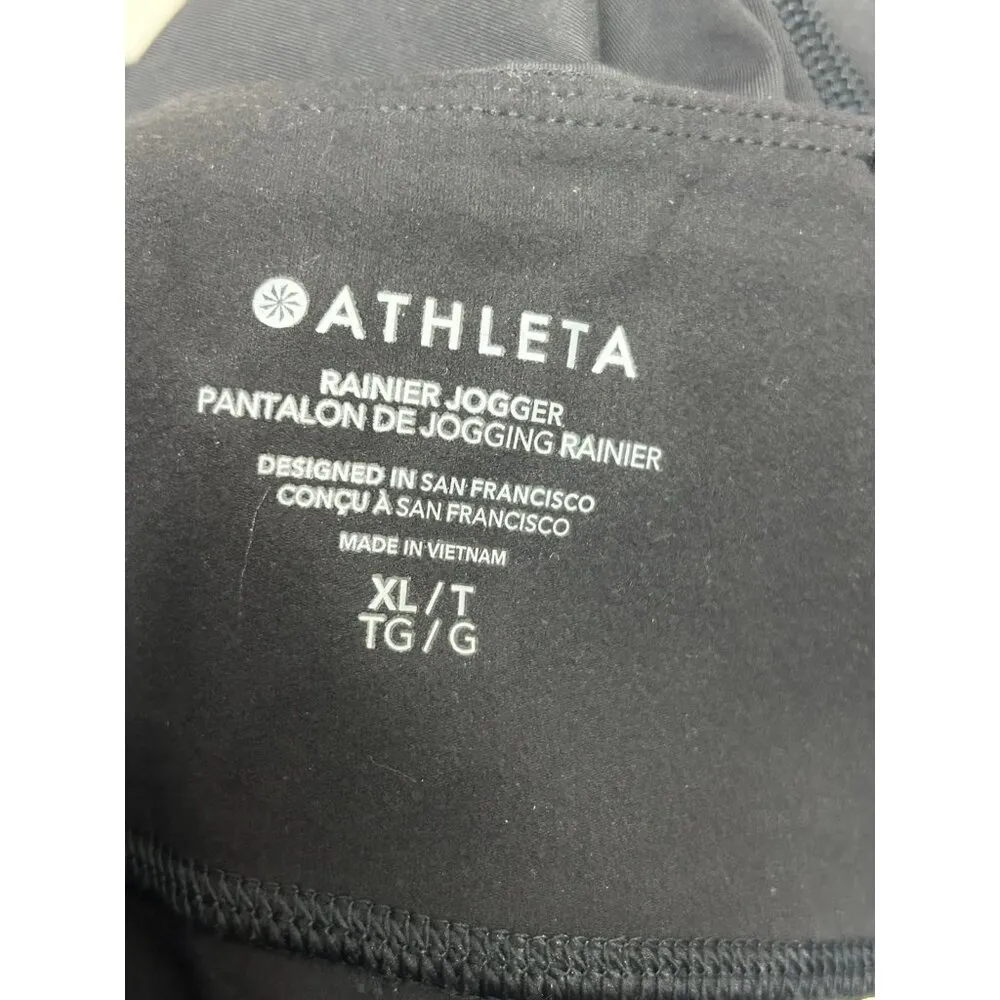 ATHLETA
RAINIER JOGGER
PANTALON DE JOGGING RAINIER
DESIGNED IN SAN FRANCISCO
CONÇU À SAN FRANCISCO
MADE IN VIETNAM
XL / T
TG / G